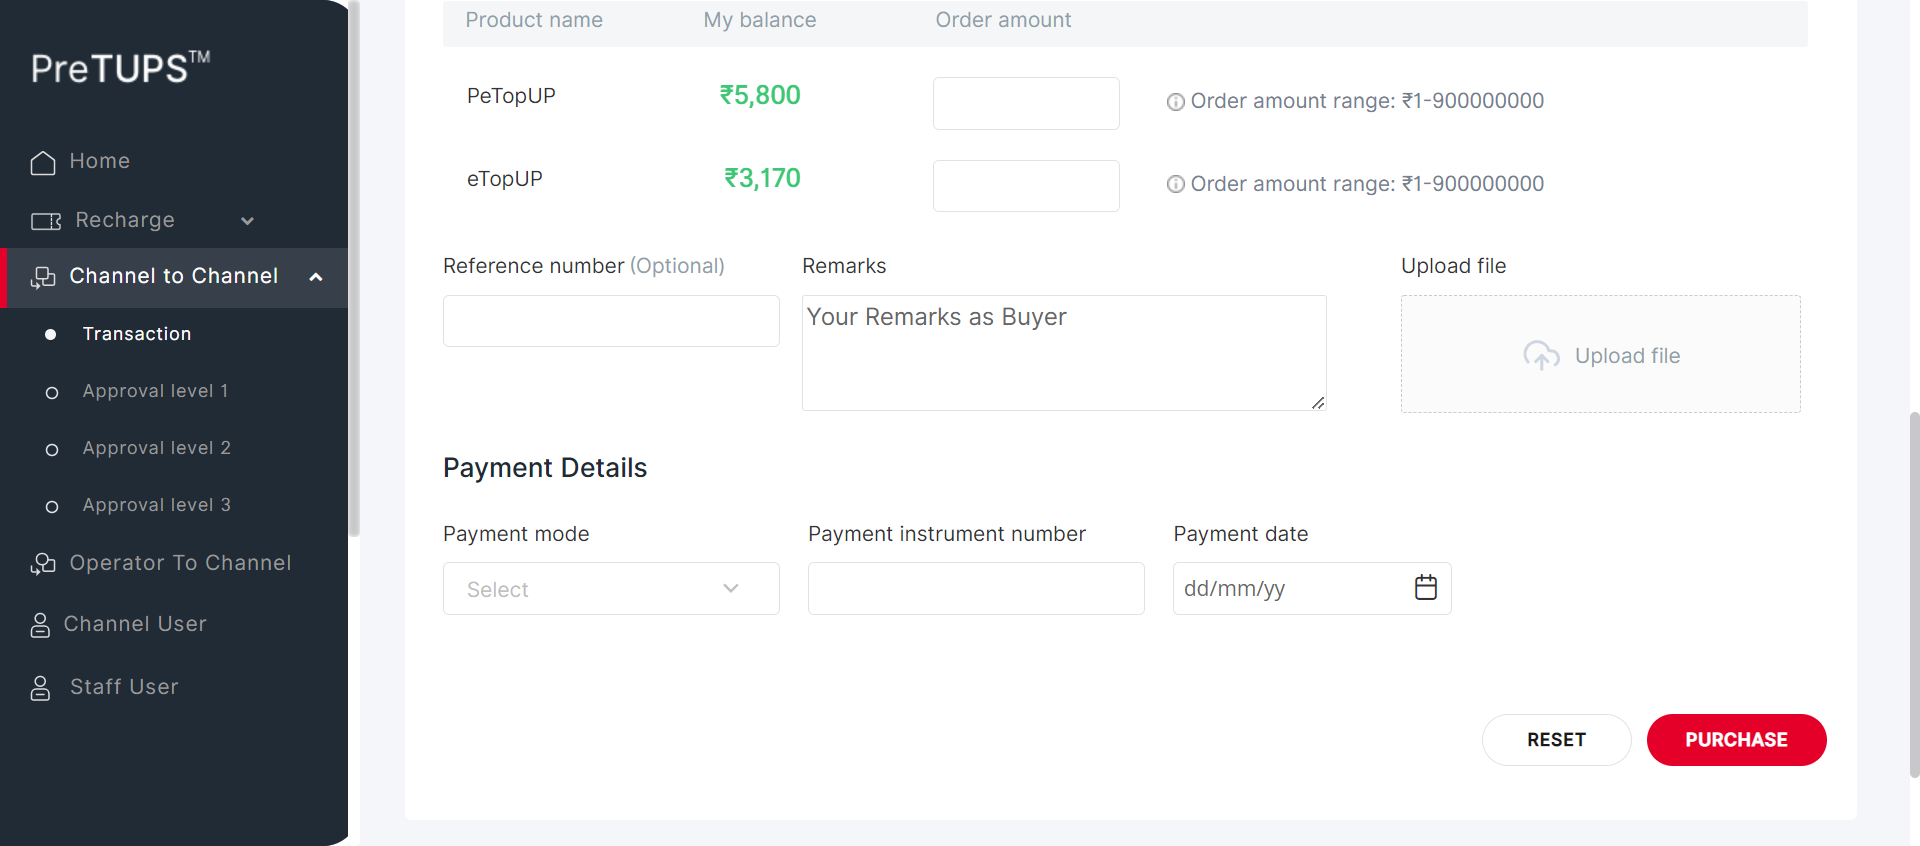 PreTUPS™
Home
Recharge
Channel to Channel
Transaction
Approval level 1
Approval level 2
Approval level 3
Operator To Channel
Channel User
Staff User
Product name My balance Order amount
PeTopUP ₹5,800 Order amount range: ₹1-900000000
eTopUP ₹3,170 Order amount range: ₹1-900000000
Reference number (Optional) Remarks Upload file
Your Remarks as Buyer
Upload file
Payment Details
Payment mode Payment instrument number Payment date
Select dd/mm/yy
RESET PURCHASE